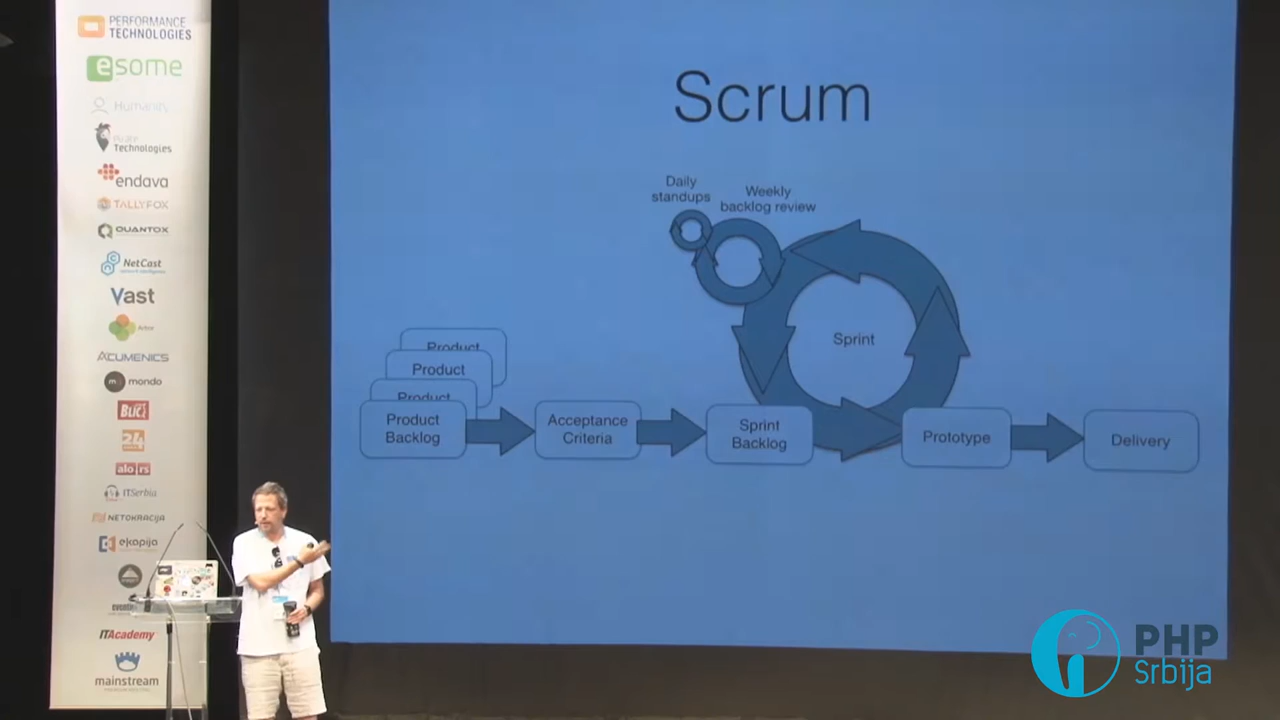 PERFORMANCE
TECHNOLOGIES
esome
Humanity
Technologies
endava
TALLYFOX
QUANTOX
NetCast
Vast
ACUMENICS
mondo
BLIC
24
alo!rs
ITSerbia
NETOKRACIJA
ekapija
ITAcademy
mainstream
Scrum
Daily
standups
Weekly
backlog review
Sprint
Product
Product
Product
Product
Backlog
Acceptance
Criteria
Sprint
Backlog
Prototype
Delivery
PHP
Srbija